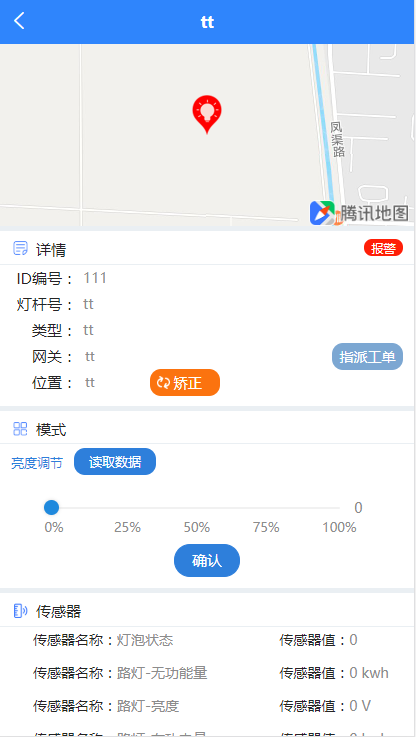 tt
凤渠路
腾讯地图
详情 报警
ID编号： 111
灯杆号： tt
类型： tt
网关： tt 指派工单
位置： tt 矫正
模式
亮度调节 读取数据
0
0% 25% 50% 75% 100%
确认
传感器
传感器名称：灯泡状态 传感器值：0
传感器名称：路灯-无功能量 传感器值：0 kwh
传感器名称：路灯-亮度 传感器值：0 V